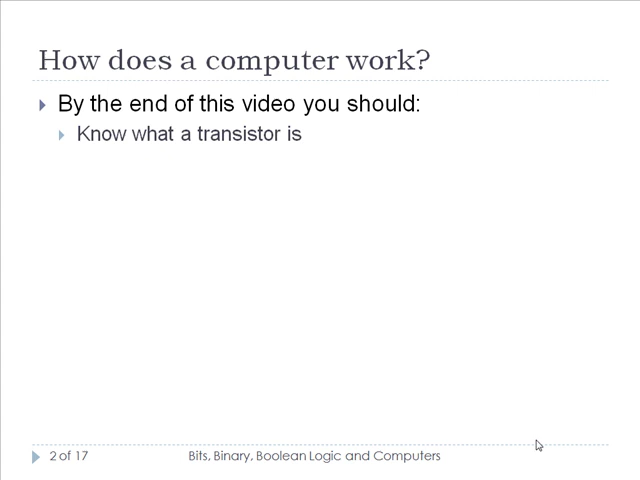 How does a computer work?
By the end of this video you should:
Know what a transistor is
2 of 17
Bits, Binary, Boolean Logic and Computers